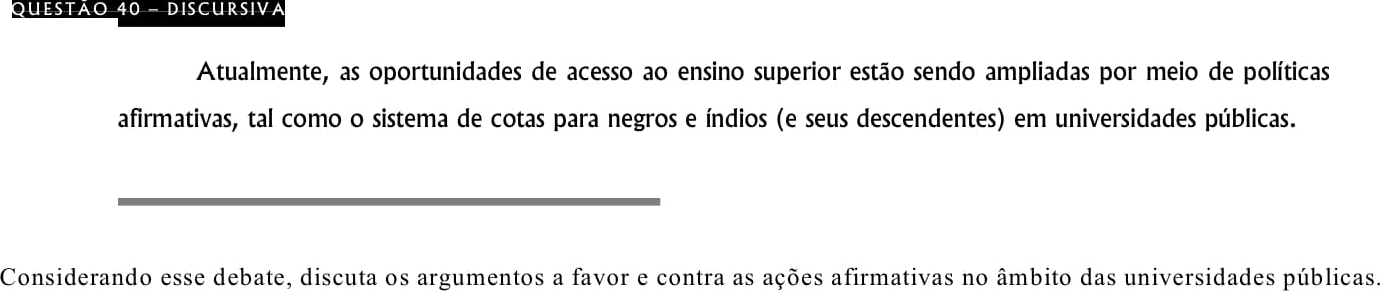 QUESTÃO 40 – DISCURSIVA
Atualmente, as oportunidades de acesso ao ensino superior estão sendo ampliadas por meio de políticas
afirmativas, tal como o sistema de cotas para negros e índios (e seus descendentes) em universidades públicas.
Considerando esse debate, discuta os argumentos a favor e contra as ações afirmativas no âmbito das universidades públicas.